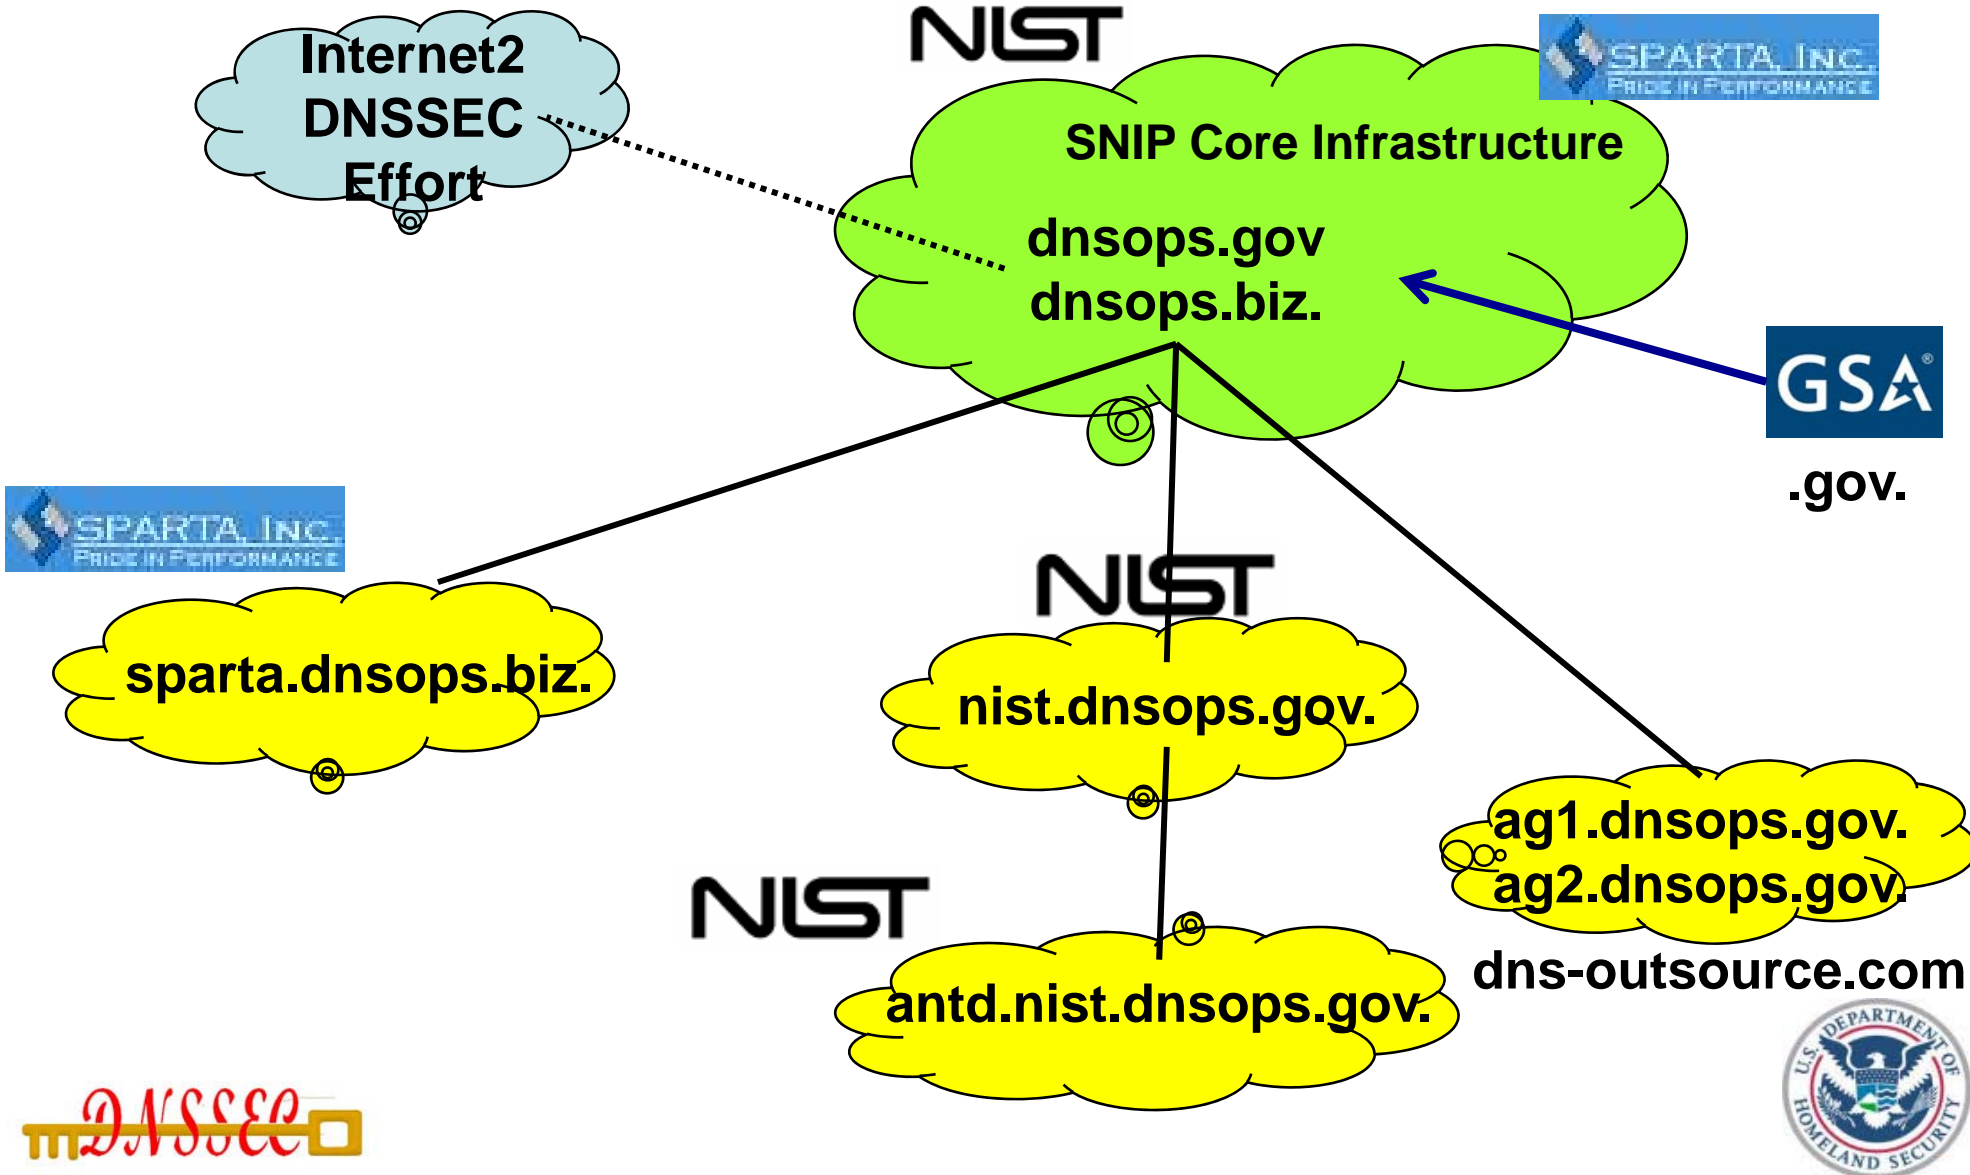 Internet2
DNSSEC
Effort
NIST
SPARTA, INC.
PRIDE IN PERFORMANCE
SNIP Core Infrastructure
dnsops.gov
dnsops.biz.
GSA®
.gov.
SPARTA, INC.
PRIDE IN PERFORMANCE
sparta.dnsops.biz.
NIST
nist.dnsops.gov.
ag1.dnsops.gov.
ag2.dnsops.gov.
dns-outsource.com
NIST
antd.nist.dnsops.gov.
DNSSEC
U.S. DEPARTMENT OF
HOMELAND SECURITY